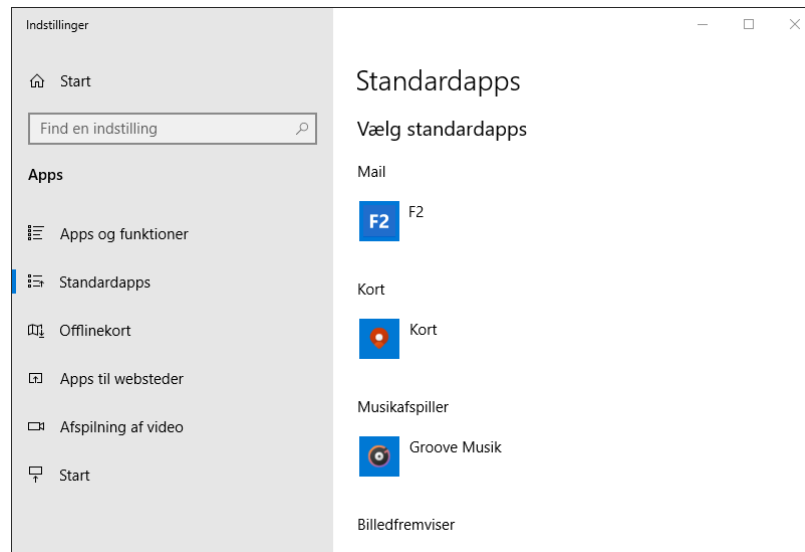 Indstillinger
Start
Find en indstilling
Apps
Apps og funktioner
Standardapps
Offlinekort
Apps til websteder
Afspilning af video
Start
Standardapps
Vælg standardapps
Mail
F2
F2
Kort
Kort
Musikafspiller
Groove Musik
Billedfremviser